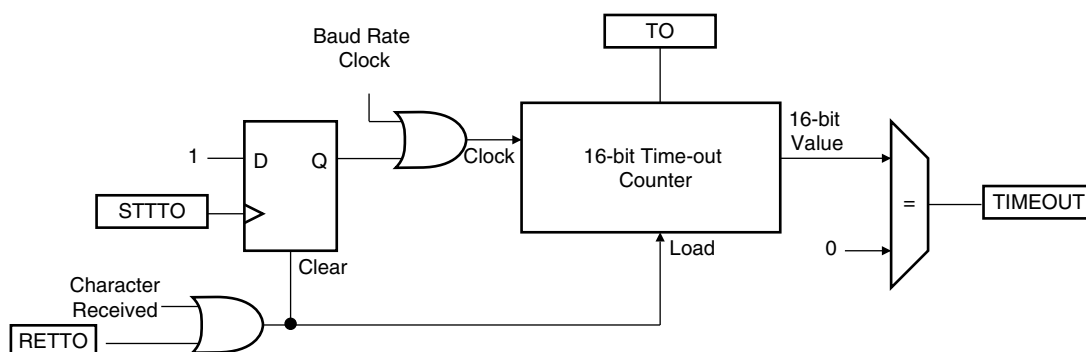 TO
Baud Rate
Clock
1
D
Q
Clock
16-bit Time-out
Counter
16-bit
Value
=
TIMEOUT
STTTO
0
Clear
Load
Character
Received
RETTO